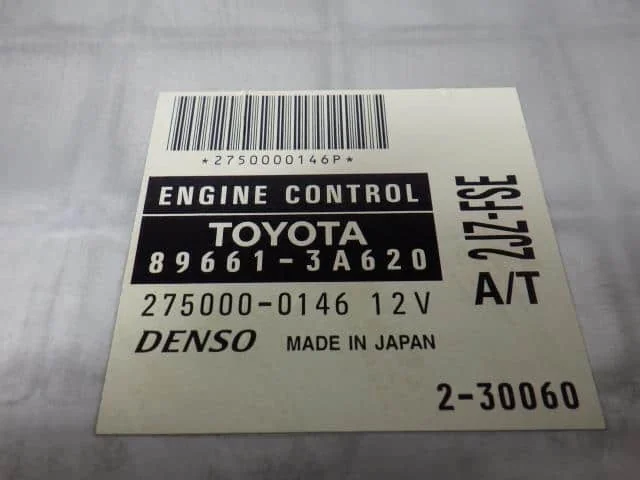 *2750000146P*
ENGINE CONTROL
TOYOTA
89661-3A620
275000-0146 12V
DENSO MADE IN JAPAN
2JZ-FSE
A/T
2-30060